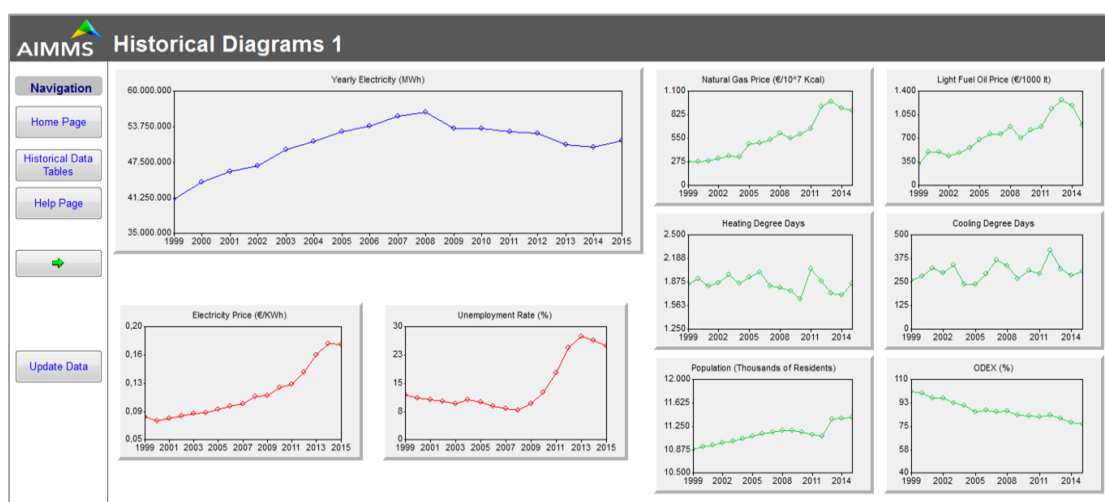 AIMMS
Historical Diagrams 1
Navigation
Home Page
Historical Data
Tables
Help Page
Update Data
Yearly Electricity (MWh)
60.000.000
53.750.000
47.500.000
41.250.000
35.000.000
1999 2000 2001 2002 2003 2004 2005 2006 2007 2008 2009 2010 2011 2012 2013 2014 2015
Natural Gas Price (€/10^7 Kcal)
1.100
825
550
275
0
1999 2002 2005 2008 2011 2014
Light Fuel Oil Price (€/1000 lt)
1.400
1.050
700
350
0
1999 2002 2005 2008 2011 2014
Heating Degree Days
2.500
2.188
1.875
1.563
1.250
1999 2002 2005 2008 2011 2014
Cooling Degree Days
500
375
250
125
0
1999 2002 2005 2008 2011 2014
Electricity Price (€/KWh)
0,20
0,16
0,13
0,09
0,05
1999 2001 2003 2005 2007 2009 2011 2013 2015
Unemployment Rate (%)
30
23
15
8
0
1999 2001 2003 2005 2007 2009 2011 2013 2015
Population (Thousands of Residents)
12.000
11.625
11.250
10.875
10.500
1999 2002 2005 2008 2011 2014
ODEX (%)
110
93
75
58
40
1999 2002 2005 2008 2011 2014